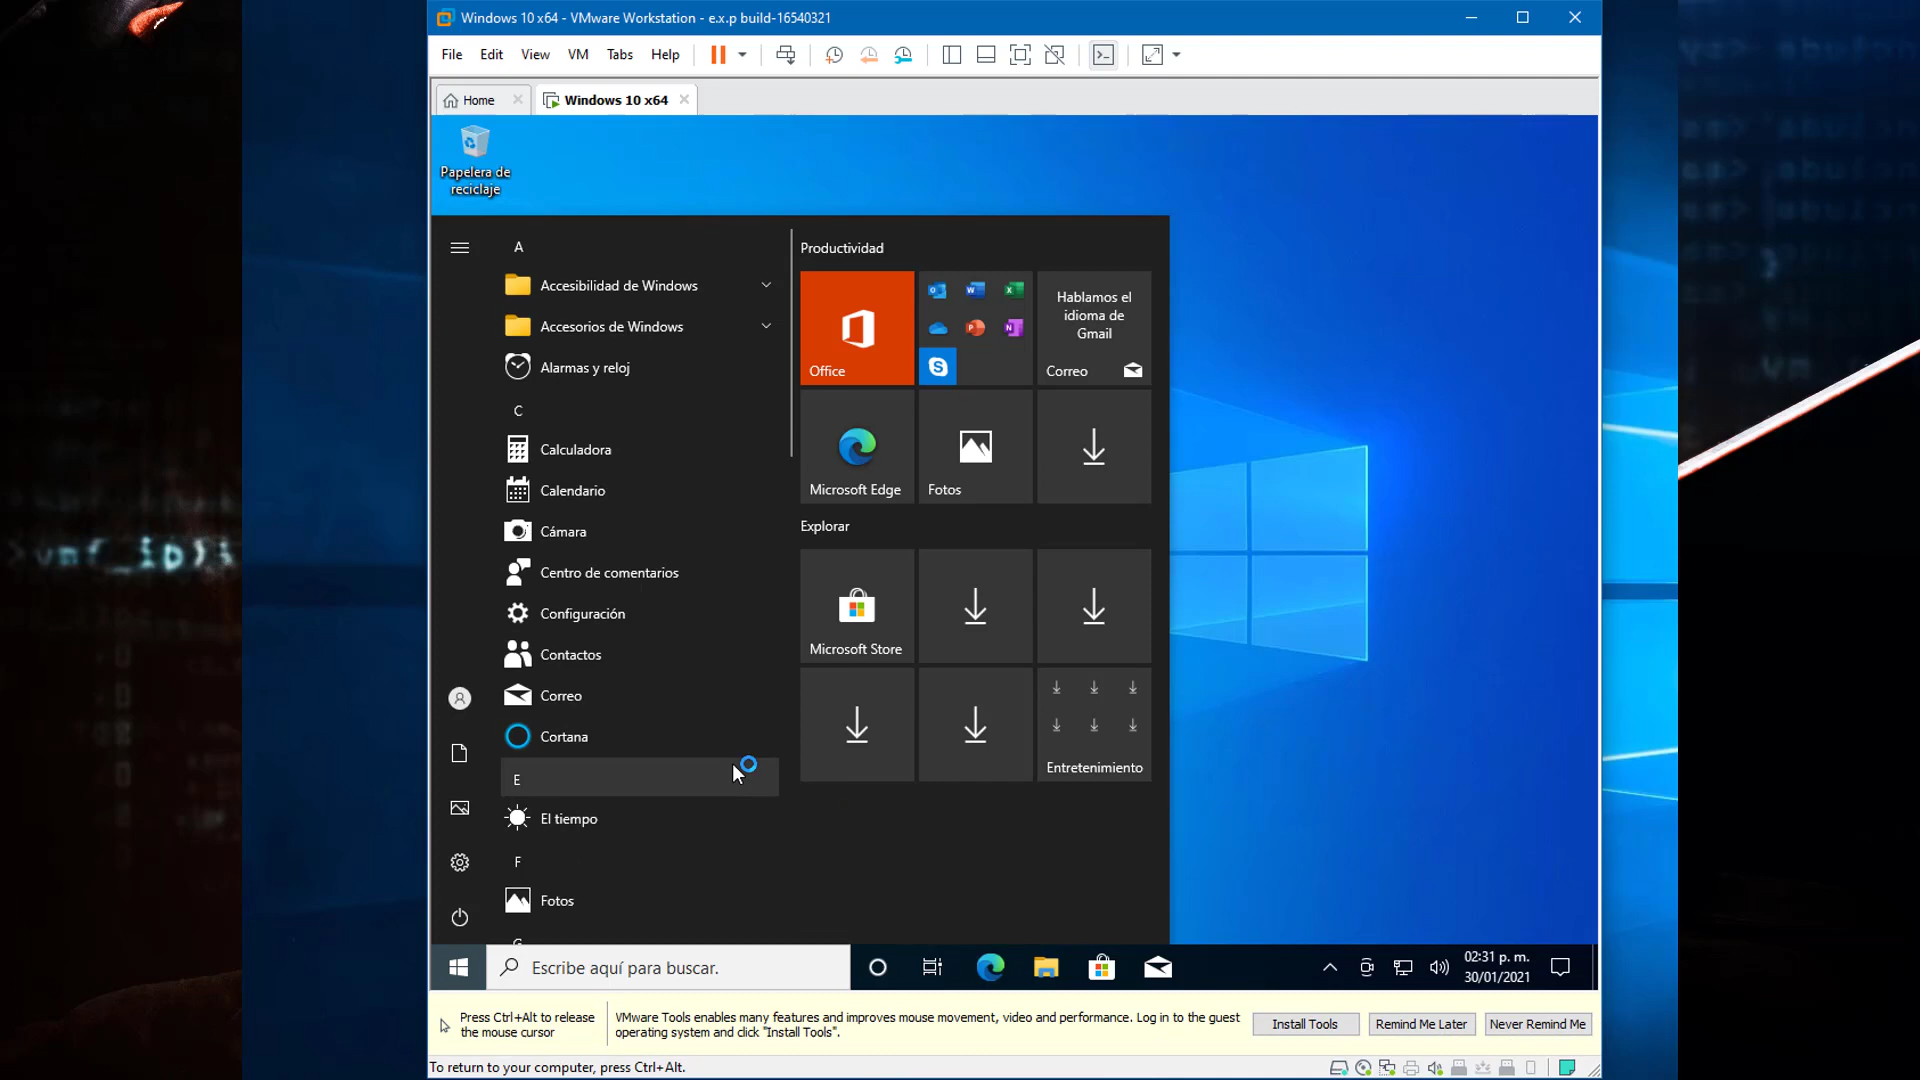 Windows 10 x64 - VMware Workstation - e.x.p build-16540321
File Edit View VM Tabs Help
Home
Windows 10 x64
Papelera de
reciclaje
A
Accesibilidad de Windows
Accesorios de Windows
Alarmas y reloj
C
Calculadora
Calendario
Cámara
Centro de comentarios
Configuración
Contactos
Correo
Cortana
E
El tiempo
F
Fotos
Productividad
Office
Hablamos el
idioma de
Gmail
Correo
Microsoft Edge
Fotos
Explorar
Microsoft Store
Entretenimiento
Escribe aquí para buscar.
02:31 p. m.
30/01/2021
Press Ctrl+Alt to release
the mouse cursor
VMware Tools enables many features and improves mouse movement, video and performance. Log in to the guest
operating system and click "Install Tools".
Install Tools
Remind Me Later
Never Remind Me
To return to your computer, press Ctrl+Alt.